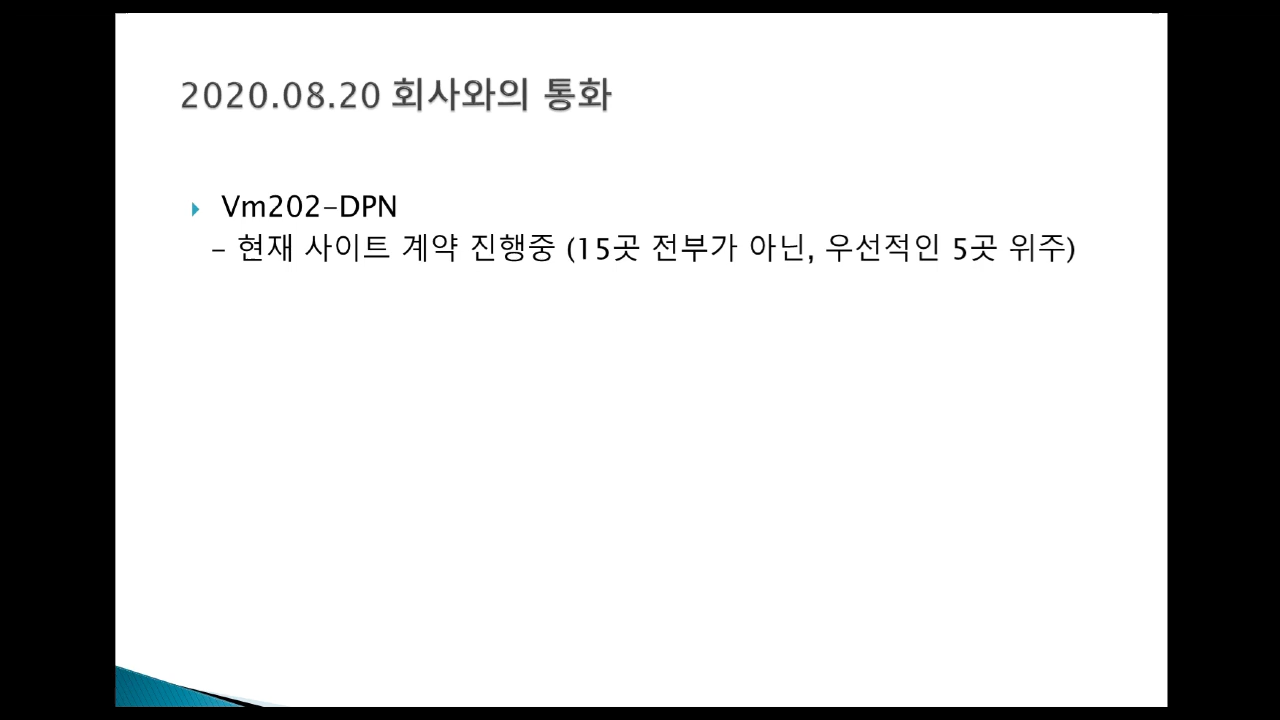 2020.08.20 회사와의 통화
Vm202-DPN
- 현재 사이트 계약 진행중 (15곳 전부가 아닌, 우선적인 5곳 위주)